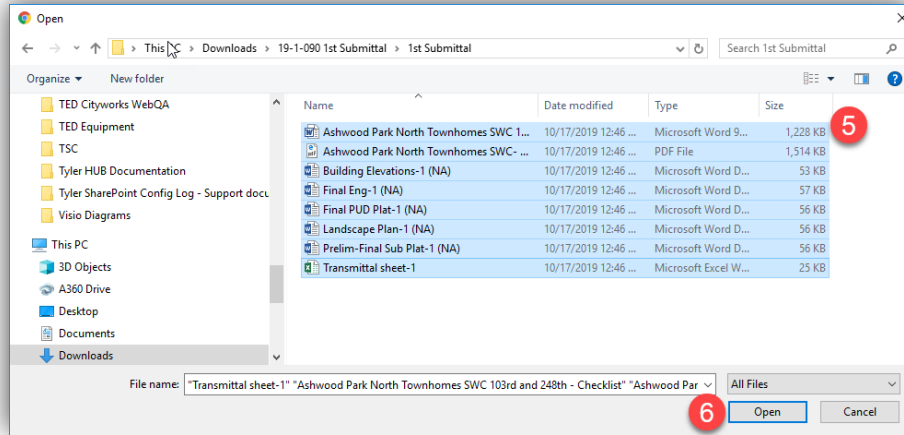 Open
This PC > Downloads > 19-1-090 1st Submittal > 1st Submittal
Search 1st Submittal
Organize
New folder
TED Cityworks WebQA
TED Equipment
TSC
Tyler HUB Documentation
Tyler SharePoint Config Log - Support docu
Visio Diagrams
This PC
3D Objects
A360 Drive
Desktop
Documents
Downloads
Name Date modified Type Size
Ashwood Park North Townhomes SWC 1... 10/17/2019 12:46 ... Microsoft Word 9... 1,228 KB
5
Ashwood Park North Townhomes SWC- ... 10/17/2019 12:46 ... PDF File 1,514 KB
Building Elevations-1 (NA) 10/17/2019 12:46 ... Microsoft Word D... 53 KB
Final Eng-1 (NA) 10/17/2019 12:46 ... Microsoft Word D... 57 KB
Final PUD Plat-1 (NA) 10/17/2019 12:46 ... Microsoft Word D... 56 KB
Landscape Plan-1 (NA) 10/17/2019 12:46 ... Microsoft Word D... 56 KB
Prelim-Final Sub Plat-1 (NA) 10/17/2019 12:46 ... Microsoft Word D... 56 KB
Transmittal sheet-1 10/17/2019 12:46 ... Microsoft Excel W... 25 KB
File name: "Transmittal sheet-1" "Ashwood Park North Townhomes SWC 103rd and 248th - Checklist" "Ashwood Par
All Files
6
Open
Cancel